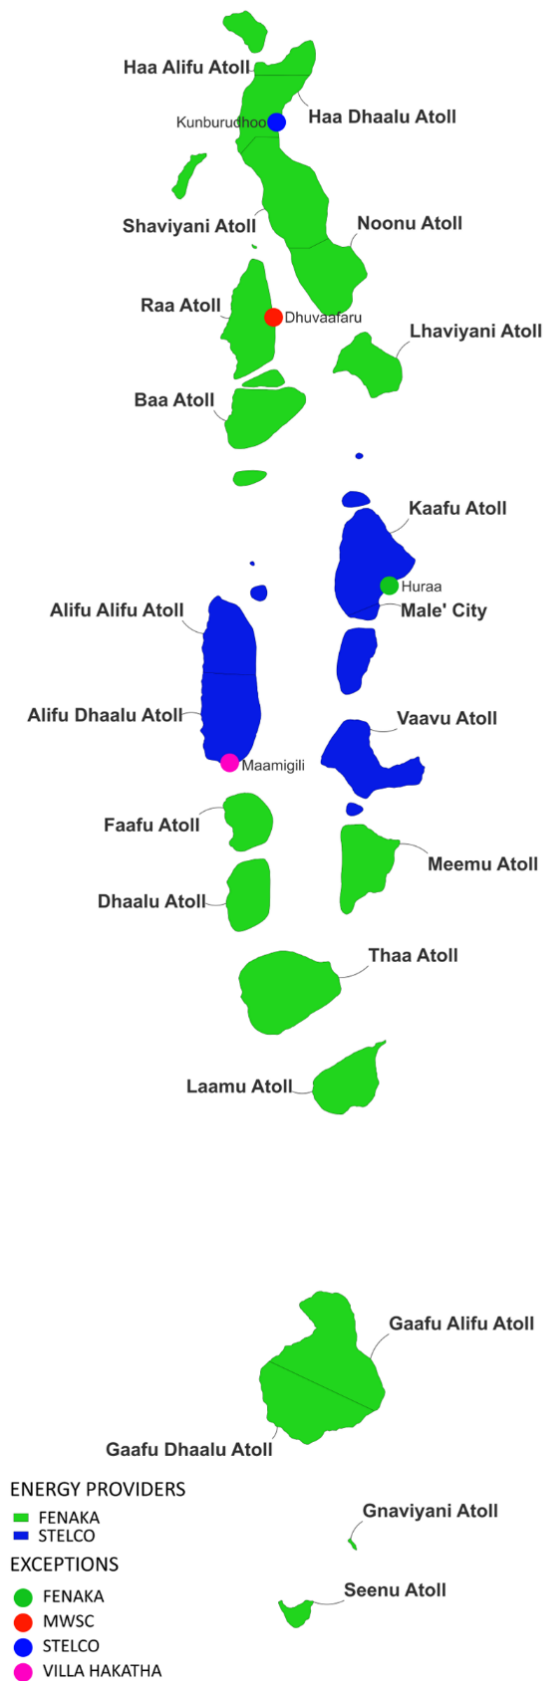 Haa Alifu Atoll
Haa Dhaalu Atoll
Kunburudhoo
Shaviyani Atoll
Noonu Atoll
Raa Atoll
Dhuvaafaru
Lhaviyani Atoll
Baa Atoll
Kaafu Atoll
Huraa
Alifu Alifu Atoll
Male' City
Alifu Dhaalu Atoll
Vaavu Atoll
Maamigili
Faafu Atoll
Meemu Atoll
Dhaalu Atoll
Thaa Atoll
Laamu Atoll
Gaafu Alifu Atoll
Gaafu Dhaalu Atoll
ENERGY PROVIDERS
FENAKA
STELCO
Gnaviyani Atoll
EXCEPTIONS
Seenu Atoll
FENAKA
MWSC
STELCO
VILLA HAKATHA